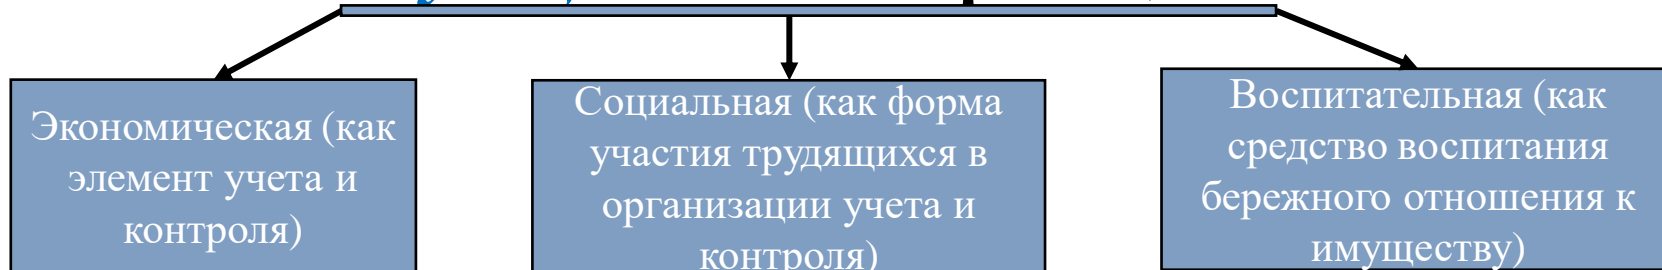 Экономическая (как
элемент учета и
контроля)
Социальная (как форма
участия трудящихся в
организации учета и
контроля)
Воспитательная (как
средство воспитания
бережного отношения к
имуществу)